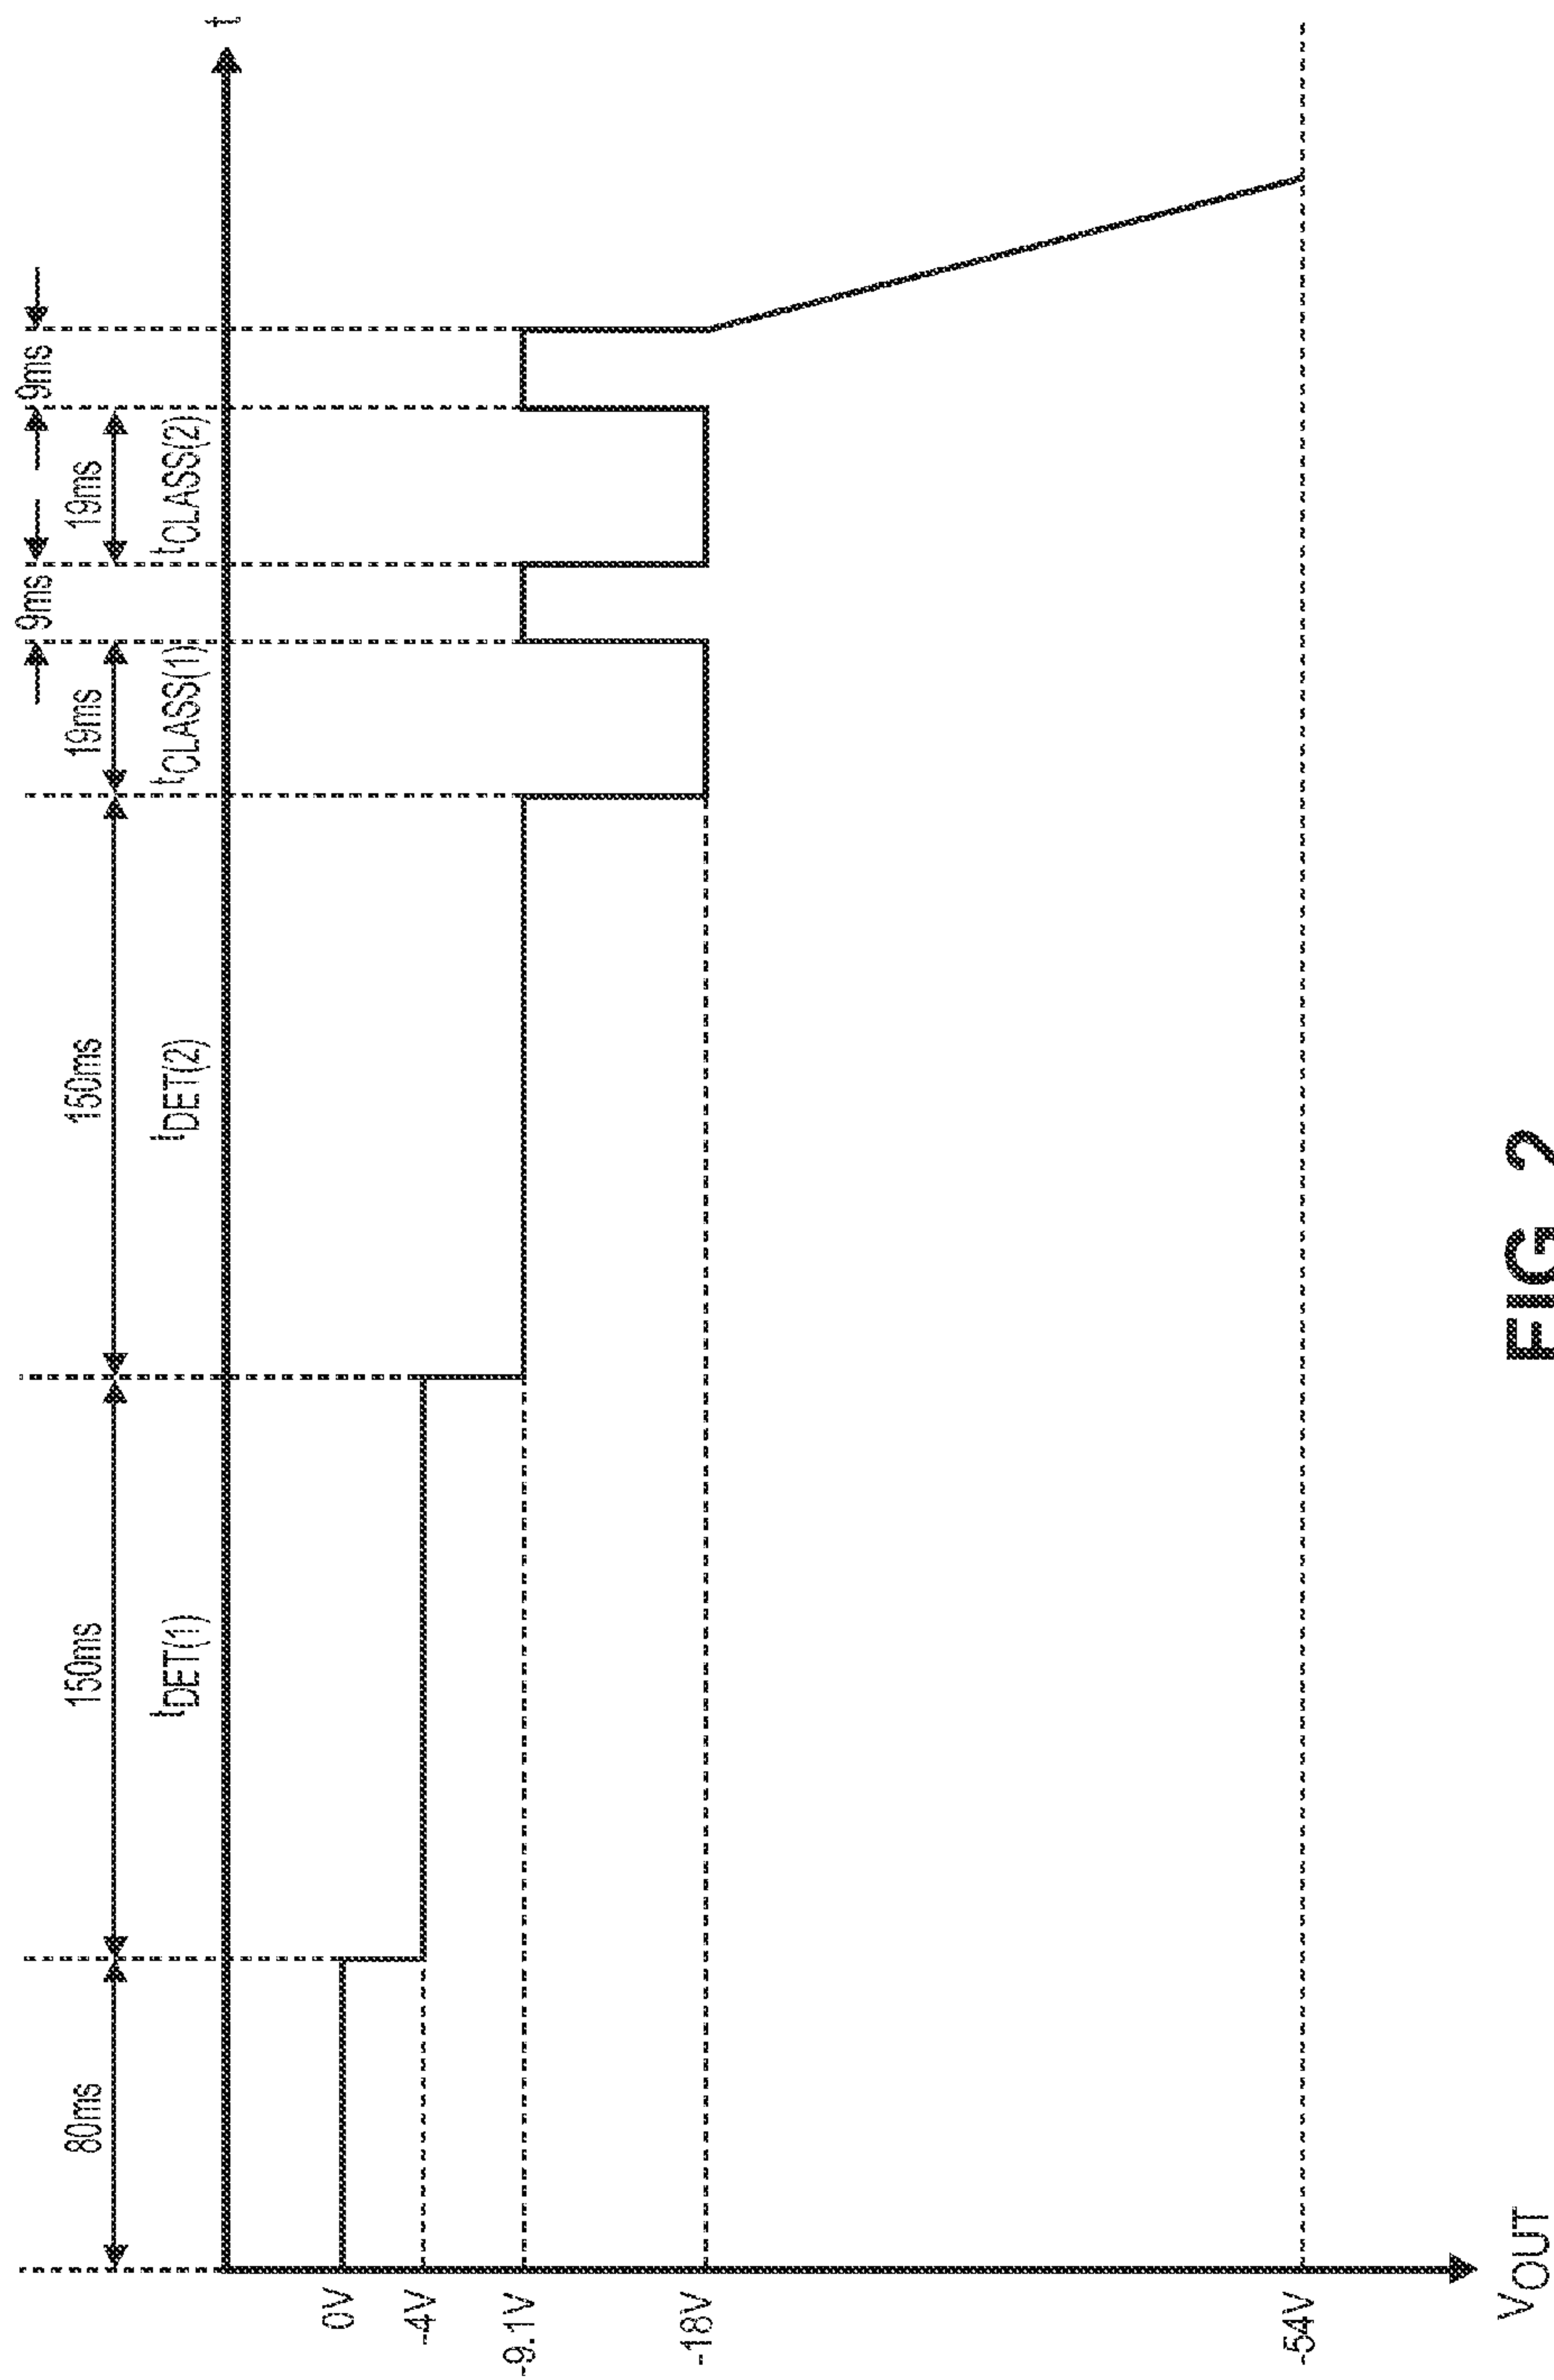 80ms
150ms
150ms
19ms
9ms
19ms
9ms
tDET(1)
tDET(2)
tCLASS(1)
tCLASS(2)
t
0V
-4V
-9.1V
-18V
-54V
VOUT
FIG 2